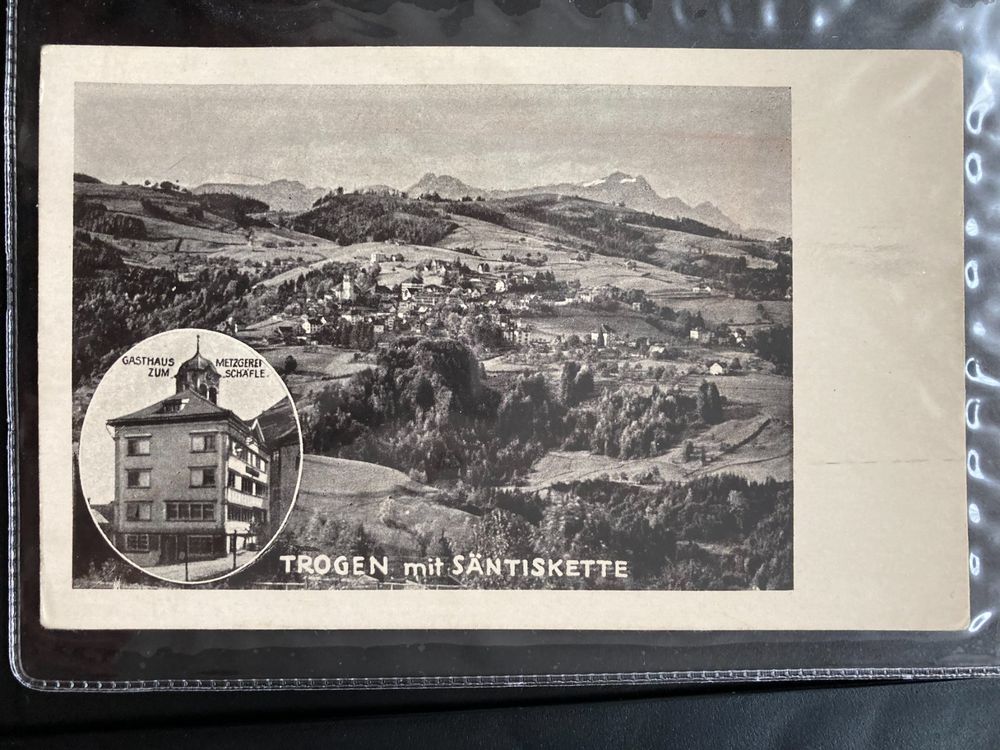 GASTHAUS METZGEREI
ZUM SCHÄFLE.
TROGEN mit SÄNTISKETTE